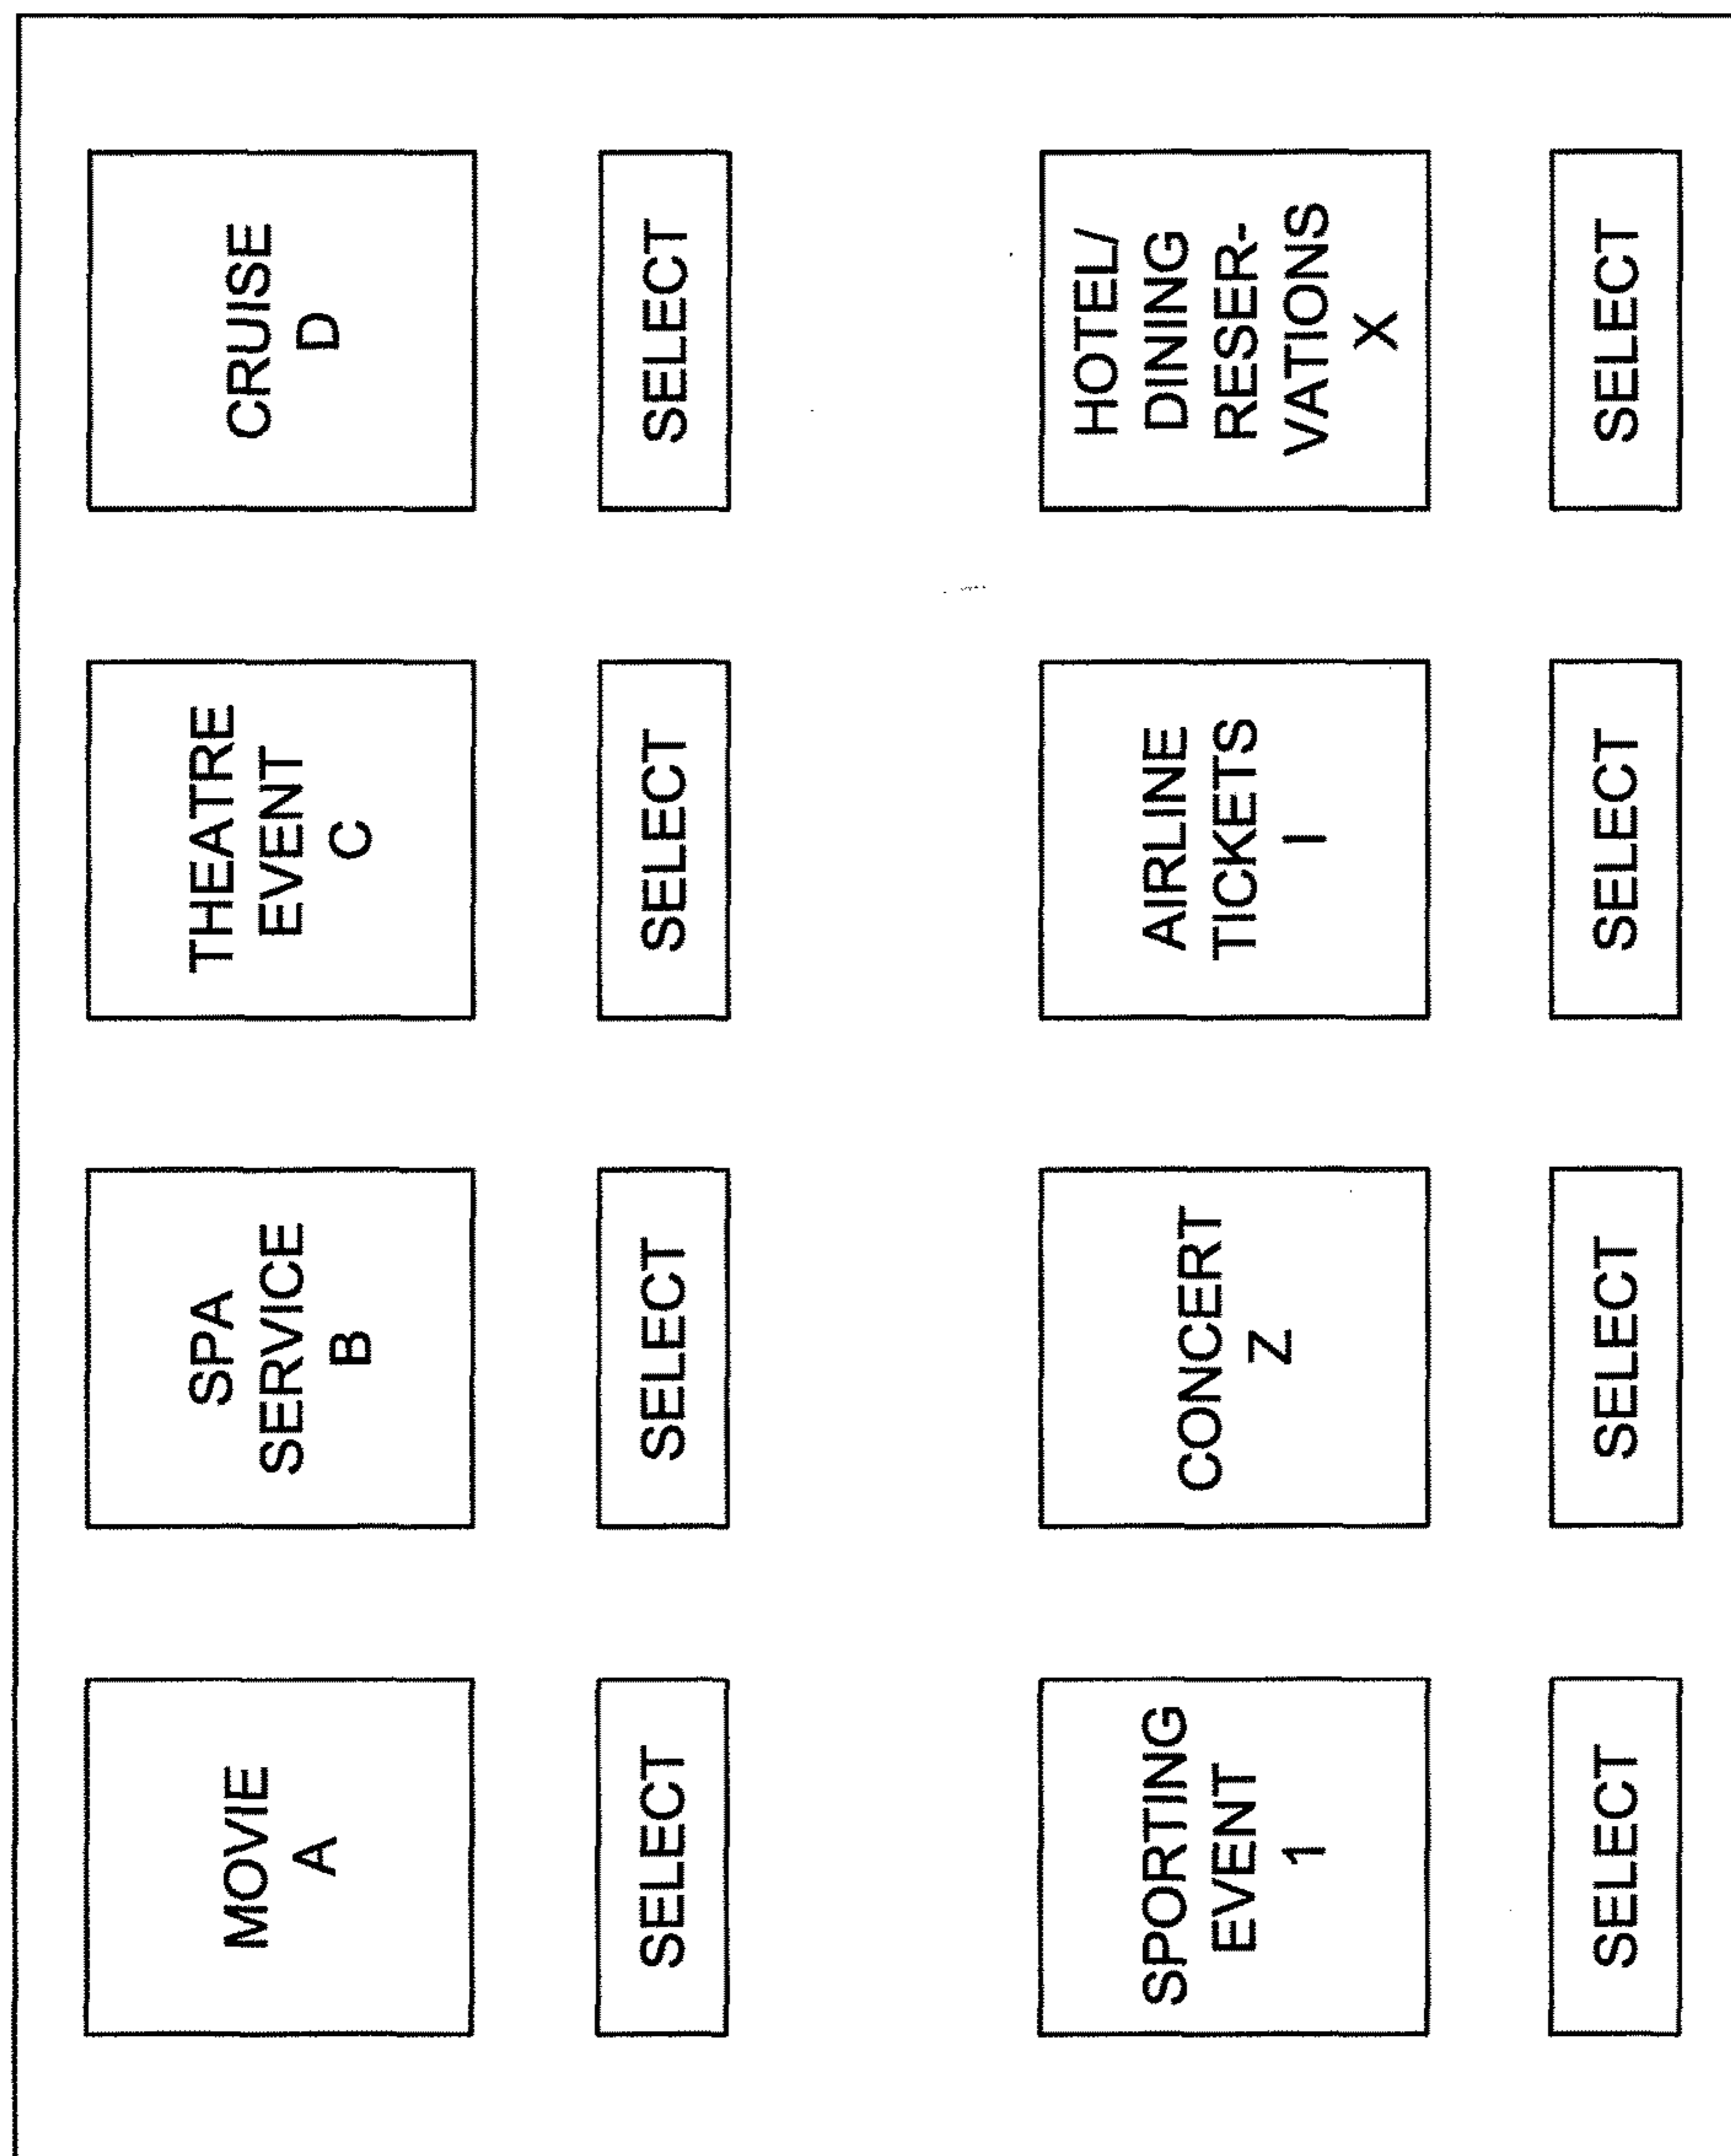 MOVIE
A
SPA
SERVICE
B
THEATRE
EVENT
C
CRUISE
D
SELECT
SELECT
SELECT
SELECT
SPORTING
EVENT
1
CONCERT
Z
AIRLINE
TICKETS
I
HOTEL/
DINING
RESER-
VATIONS
X
SELECT
SELECT
SELECT
SELECT